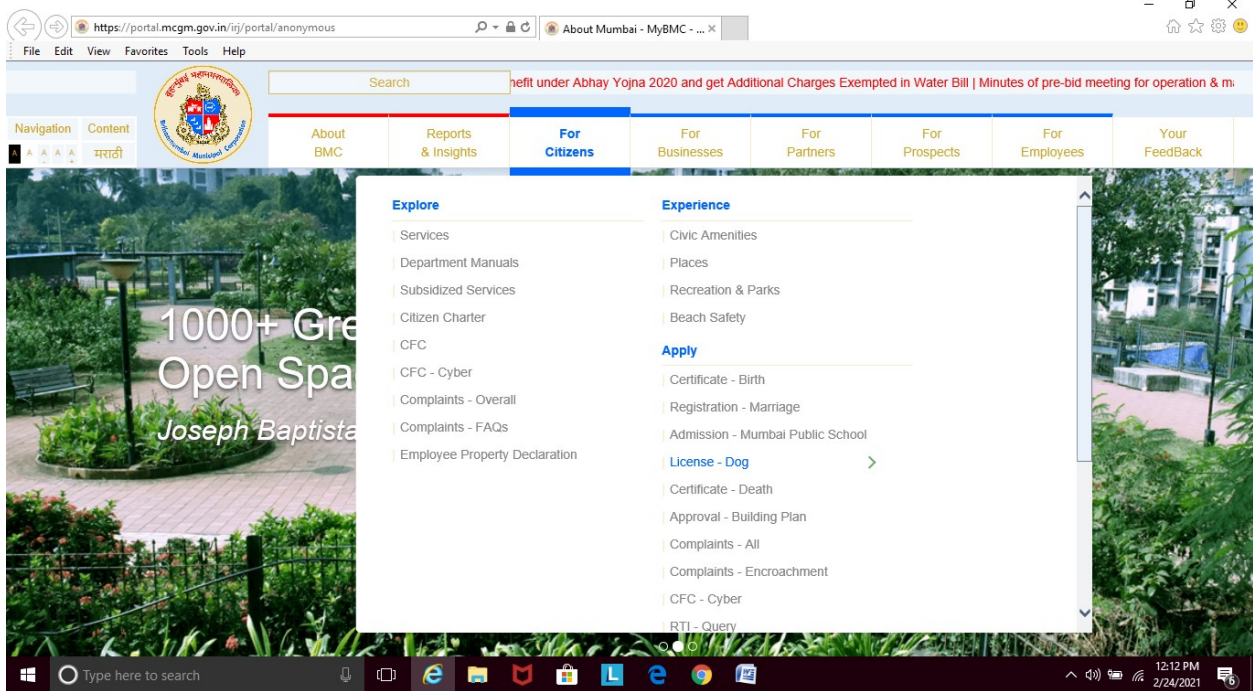 https://portal.mcgm.gov.in/irj/portal/anonymous
About Mumbai - MyBMC - ...
File Edit View Favorites Tools Help
Search
nefit under Abhay Yojna 2020 and get Additional Charges Exempted in Water Bill | Minutes of pre-bid meeting for operation &
Navigation Content
A A A A A मराठी
About BMC
Reports & Insights
For Citizens
For Businesses
For Partners
For Prospects
For Employees
Your FeedBack
Explore
Services
Department Manuals
Subsidized Services
Citizen Charter
CFC
CFC - Cyber
Complaints - Overall
Complaints - FAQs
Employee Property Declaration
Experience
Civic Amenities
Places
Recreation & Parks
Beach Safety
Apply
Certificate - Birth
Registration - Marriage
Admission - Mumbai Public School
License - Dog
Certificate - Death
Approval - Building Plan
Complaints - All
Complaints - Encroachment
CFC - Cyber
RTI - Query
1000+ Gre
Open Spa
Joseph Baptista
Type here to search
12:12 PM
2/24/2021
6